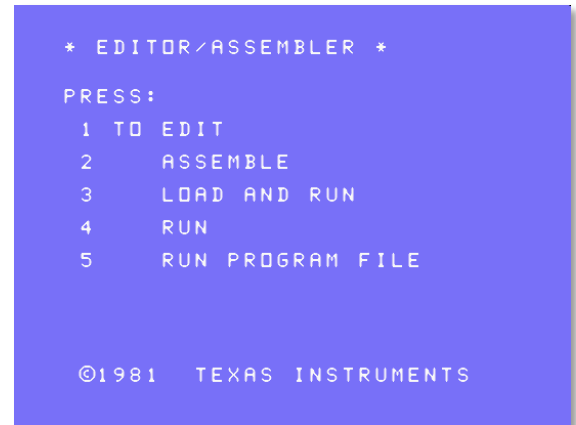 * EDITOR/ASSEMBLER *
PRESS:
1 TO EDIT
2 ASSEMBLE
3 LOAD AND RUN
4 RUN
5 RUN PROGRAM FILE
©1981 TEXAS INSTRUMENTS